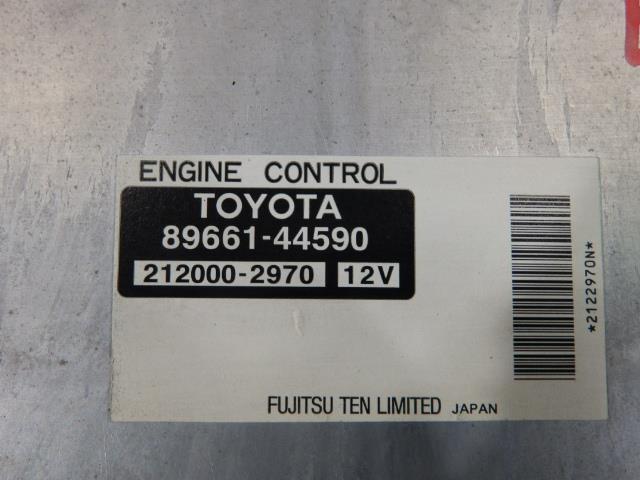 ENGINE CONTROL
TOYOTA
89661-44590
212000-2970 12V
*2122970N*
FUJITSU TEN LIMITED JAPAN